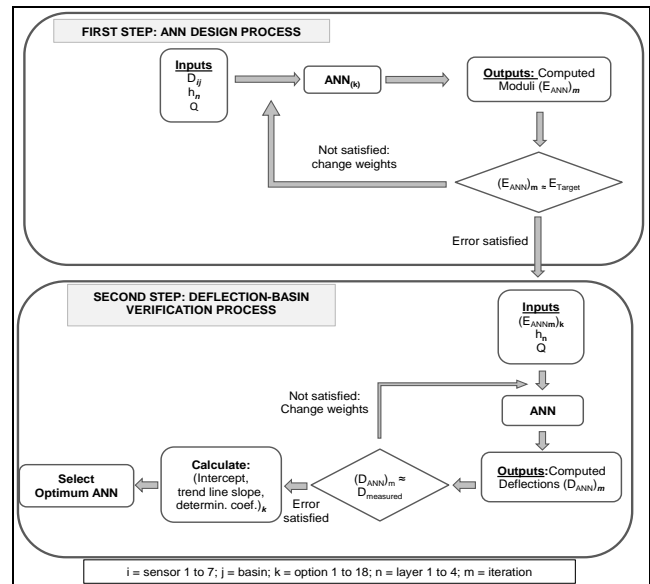 FIRST STEP: ANN DESIGN PROCESS
Inputs
Dij
hn
Q
ANN(k)
Outputs: Computed
Moduli (EANN)m
Not satisfied:
change weights
(EANN)m ≈ ETarget
Error satisfied
SECOND STEP: DEFLECTION-BASIN
VERIFICATION PROCESS
Inputs
(EANNm)k
hn
Q
Not satisfied:
Change weights
ANN
Outputs:Computed
Deflections (DANN)m
(DANN)m ≈
Dmeasured
Error
satisfied
Calculate:
(Intercept,
trend line slope,
determin. coef.)k
Select
Optimum ANN
i = sensor 1 to 7; j = basin; k = option 1 to 18; n = layer 1 to 4; m = iteration